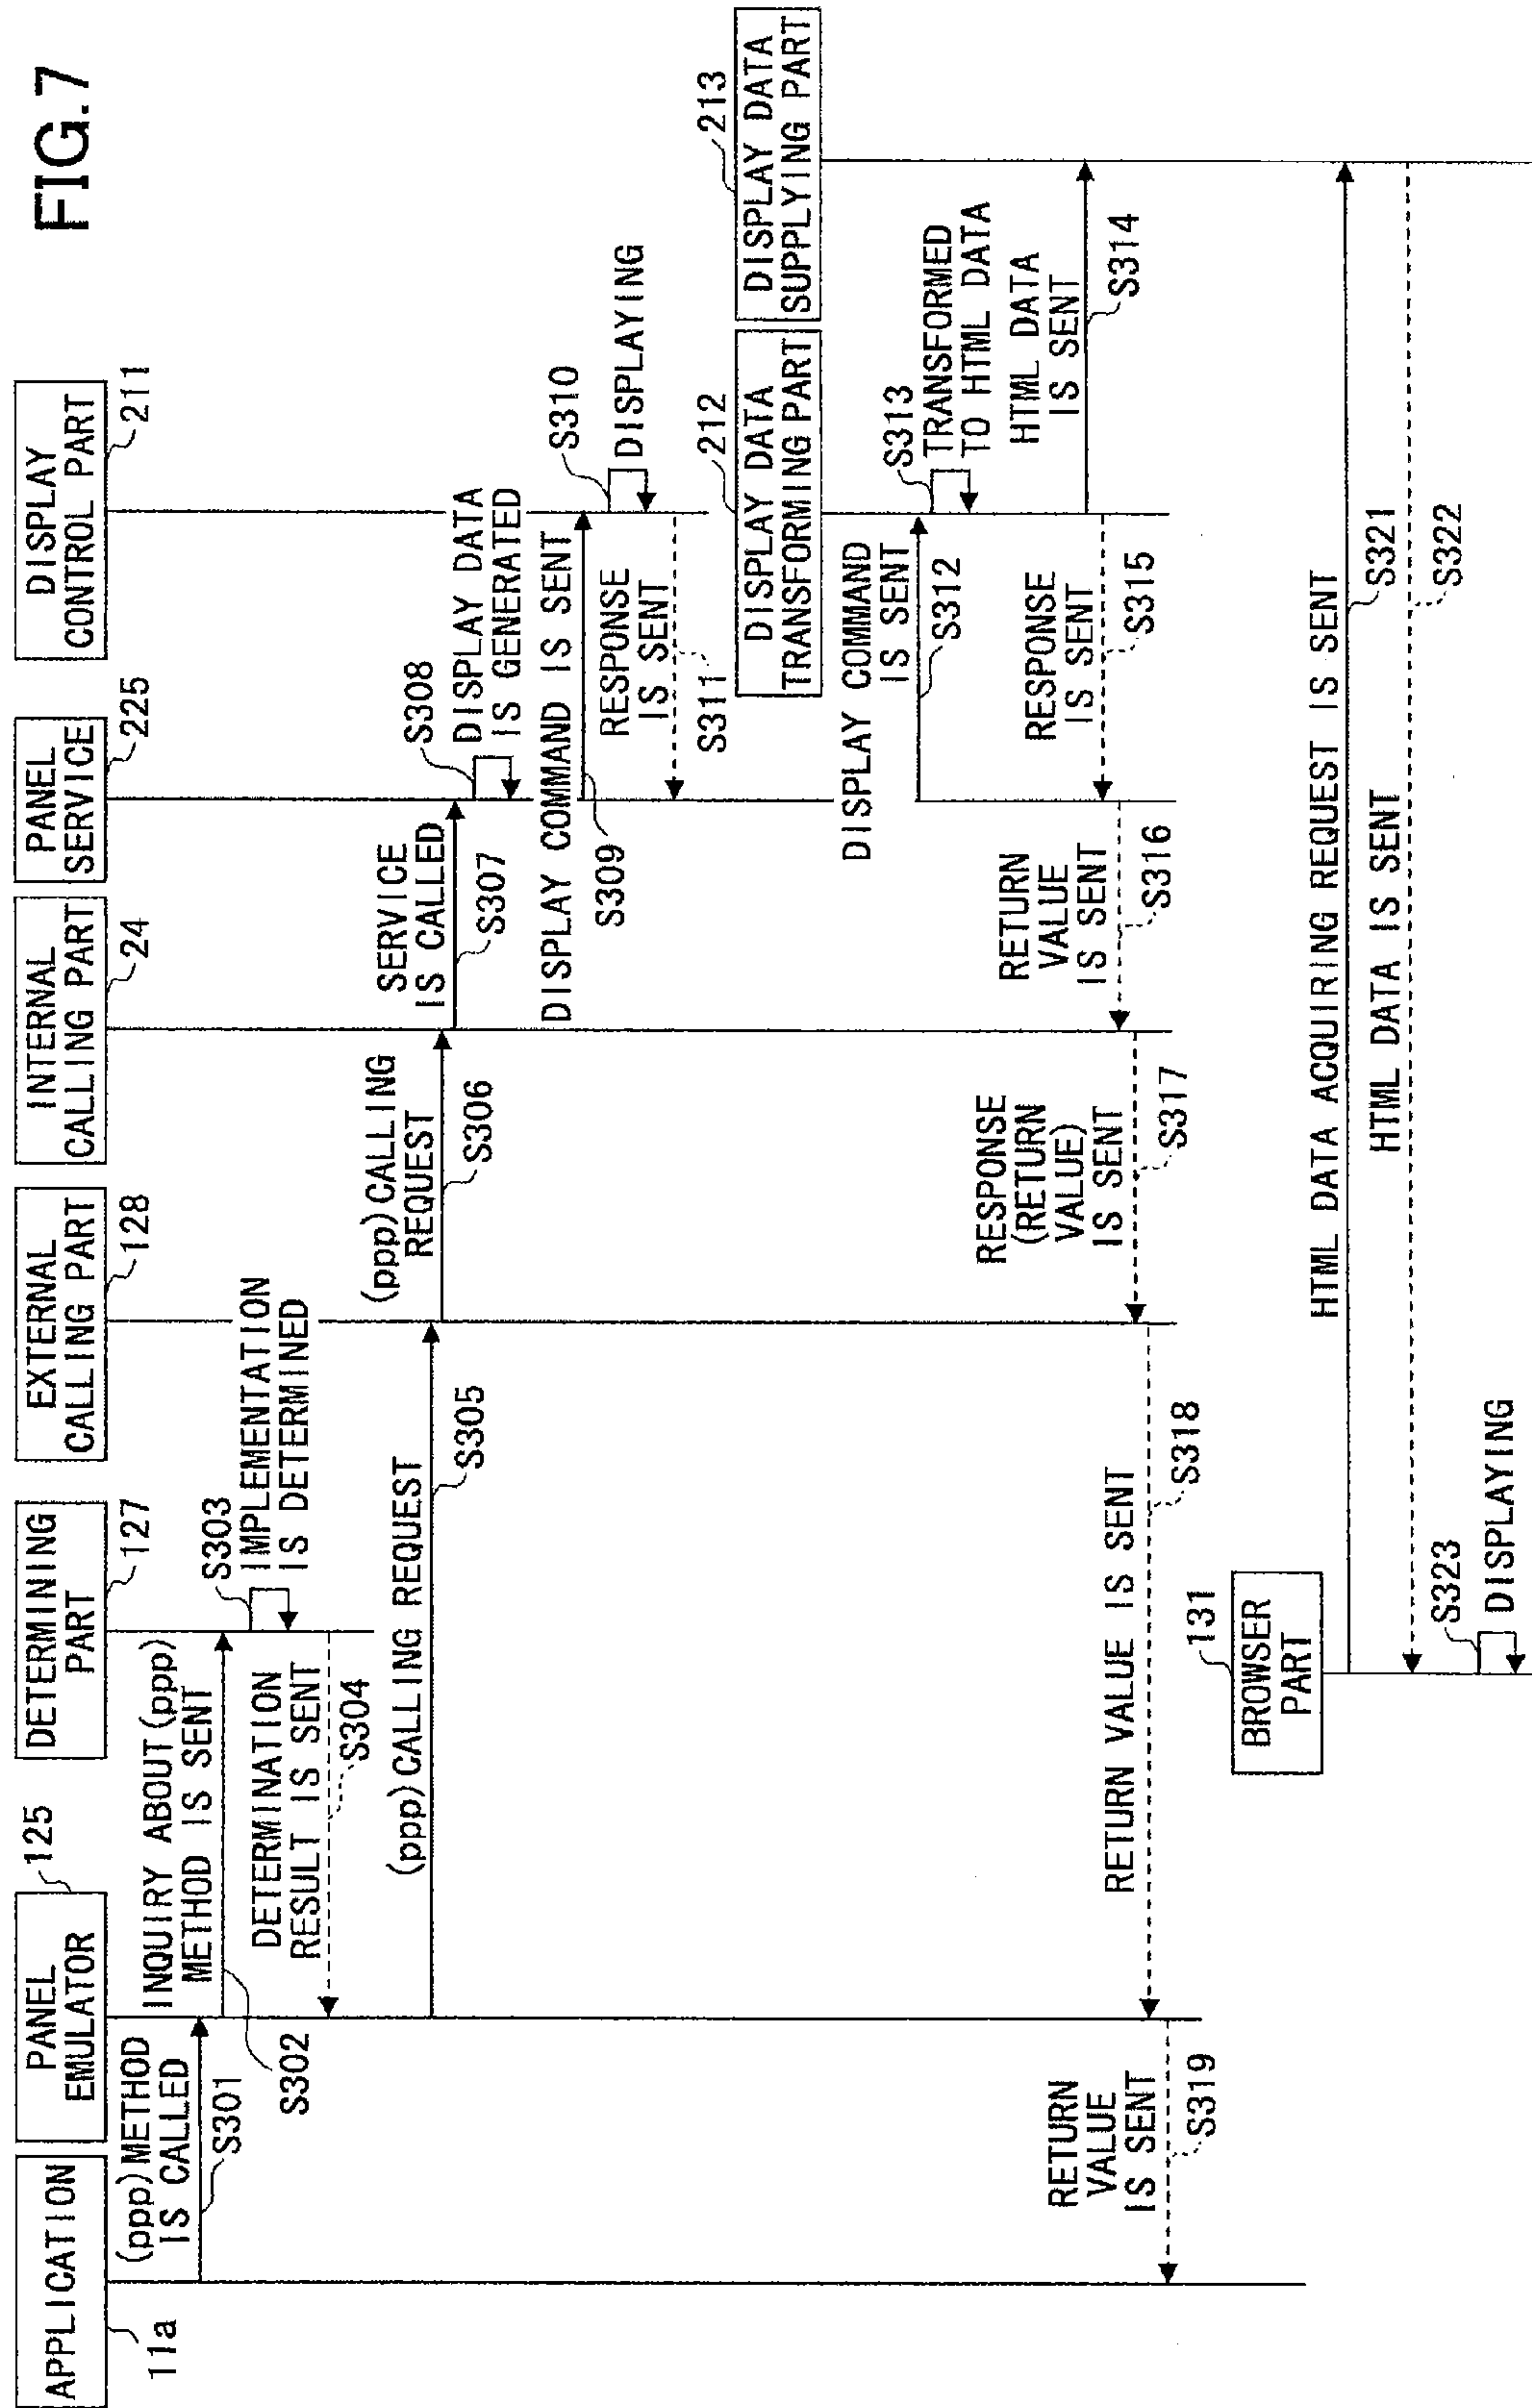 FIG.7
APPLICATION
11a
PANEL
EMULATOR
125
DETERMINING
PART
127
EXTERNAL
CALLING PART
128
INTERNAL
CALLING PART
24
PANEL
SERVICE
225
DISPLAY
CONTROL PART
211
(ppp)METHOD
IS CALLED
S301
INQUIRY ABOUT(ppp)
METHOD IS SENT
S302
S303
IMPLEMENTATION
IS DETERMINED
DETERMINATION
RESULT IS SENT
S304
(ppp)CALLING REQUEST
S305
(ppp)CALLING
REQUEST
S306
SERVICE
IS CALLED
S307
S308
DISPLAY DATA
IS GENERATED
DISPLAY COMMAND IS SENT
S309
S310
DISPLAYING
RESPONSE
IS SENT
S311
DISPLAY DATA
TRANSFORMING PART
212
DISPLAY DATA
SUPPLYING PART
213
DISPLAY COMMAND
IS SENT
S312
S313
TRANSFORMED
TO HTML DATA
HTML DATA
IS SENT
S314
RESPONSE
IS SENT
S315
RETURN
VALUE
IS SENT
S316
RESPONSE
(RETURN
VALUE)
IS SENT
S317
RETURN VALUE IS SENT
S318
RETURN
VALUE
IS SENT
S319
BROWSER
PART
131
HTML DATA ACQUIRING REQUEST IS SENT
S321
HTML DATA IS SENT
S322
S323
DISPLAYING